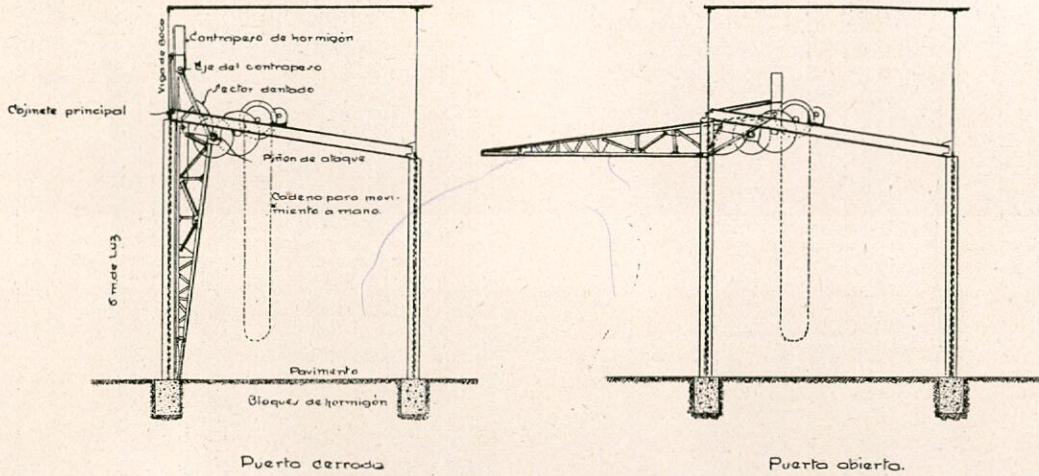 Contrapeso de hormigón
Viga de BOCO
Eje del contrapeso
Sector dentado
Cojinete principal
Piñon de ataque
Cadena para movi-
miento a mano.
6 m. de Luz
Pavimento
Bloques de hormigón
Puerta cerrada
Puerta abierta.